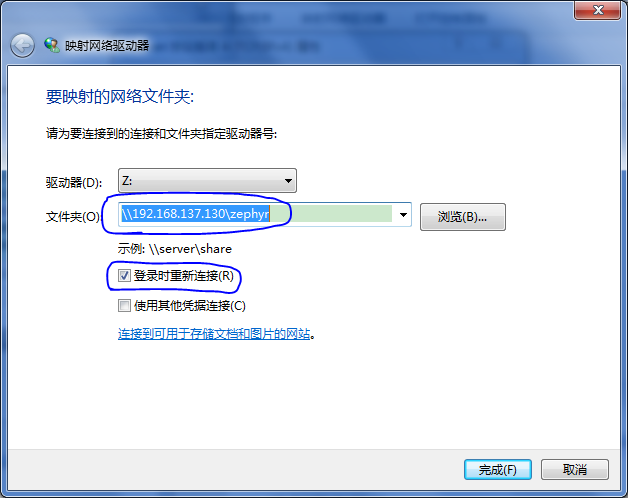 映射网络驱动器
要映射的网络文件夹:
请为要连接到的连接和文件夹指定驱动器号:
驱动器(D): Z:
文件夹(O): \\192.168.137.130\zephyr 浏览(B)...
示例: \\server\share
登录时重新连接(R)
使用其他凭据连接(C)
连接到可用于存储文档和图片的网站。
完成(F) 取消